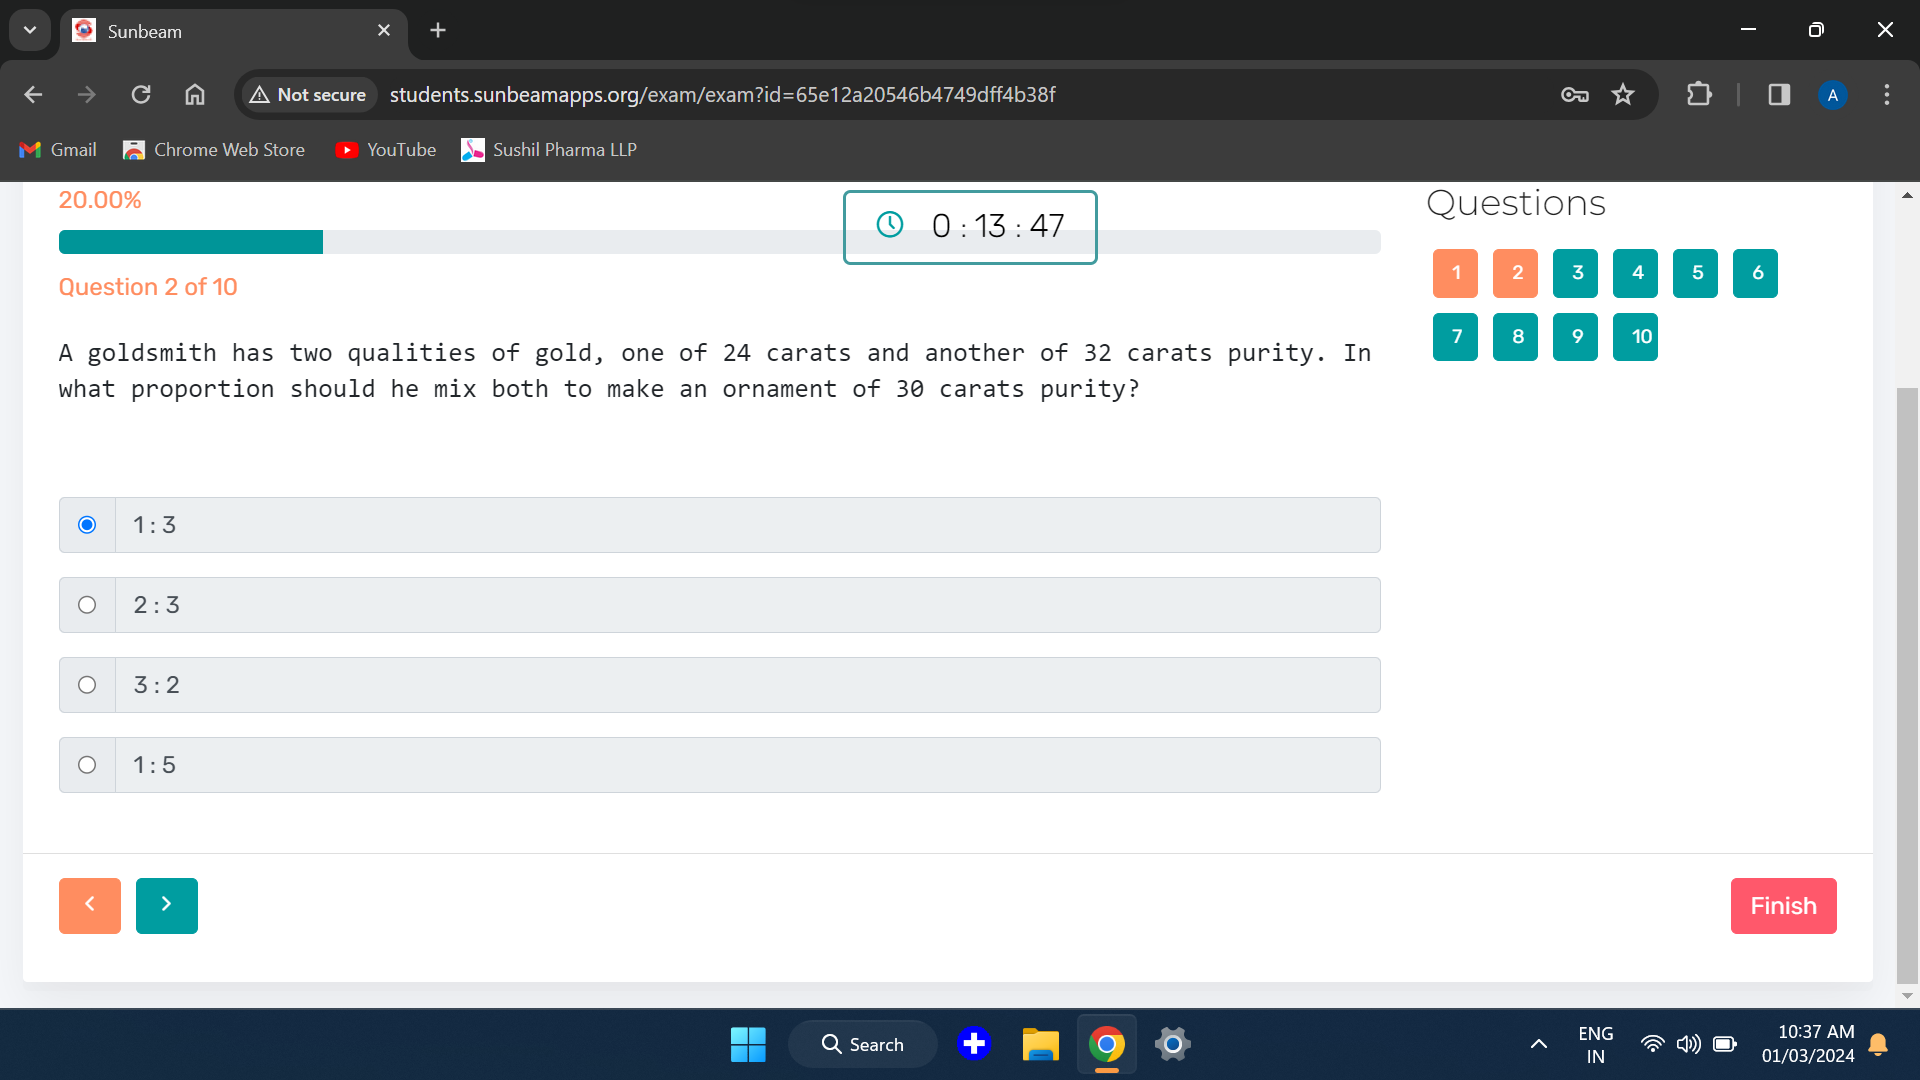 Sunbeam
Not secure students.sunbeamapps.org/exam/exam?id=65e12a20546b4749dff4b38f
A
Gmail Chrome Web Store YouTube Sushil Pharma LLP
20.00%
0 : 13 : 47
Question 2 of 10
A goldsmith has two qualities of gold, one of 24 carats and another of 32 carats purity. In
what proportion should he mix both to make an ornament of 30 carats purity?
1 : 3
2 : 3
3 : 2
1 : 5
Finish
Questions
1 2 3 4 5 6
7 8 9 10
Search
ENG
IN
10:37 AM
01/03/2024